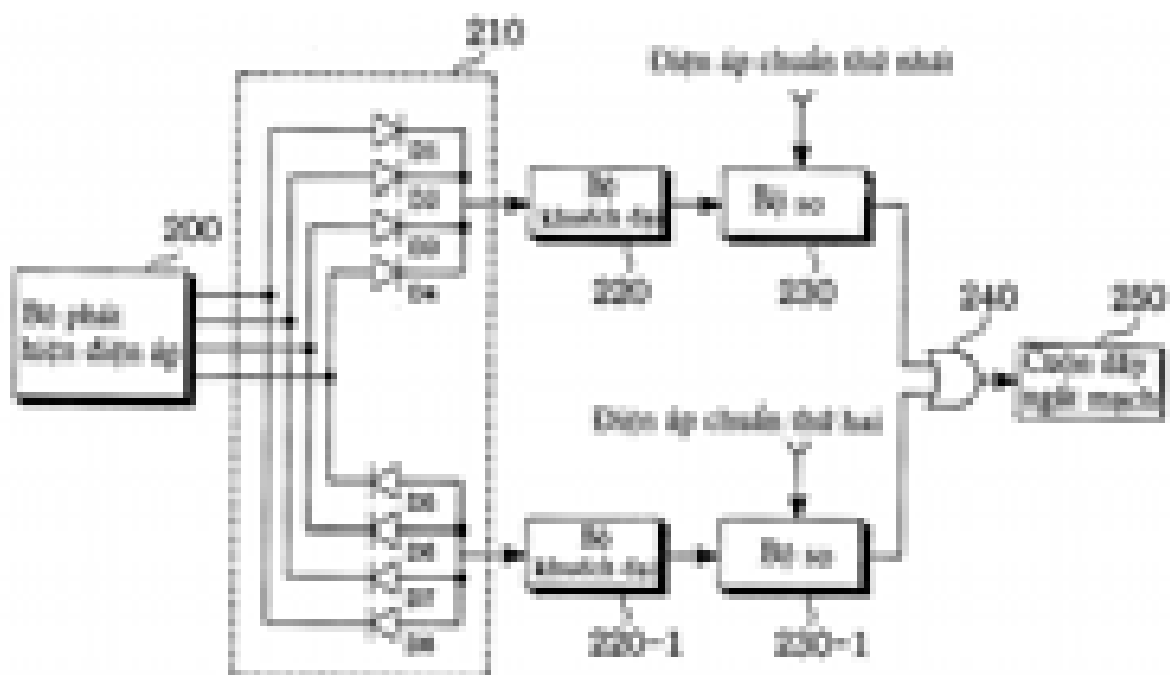 210
Điện áp chuẩn thứ nhất
D1
D2
D3
D4
200
Bộ phát
hiện điện áp
Bộ
khuếch đại
Bộ so
220
230
240
250
Cuộn dây
ngắt mạch
Điện áp chuẩn thứ hai
D5
D6
D7
D8
Bộ
khuếch đại
Bộ so
220-1
230-1